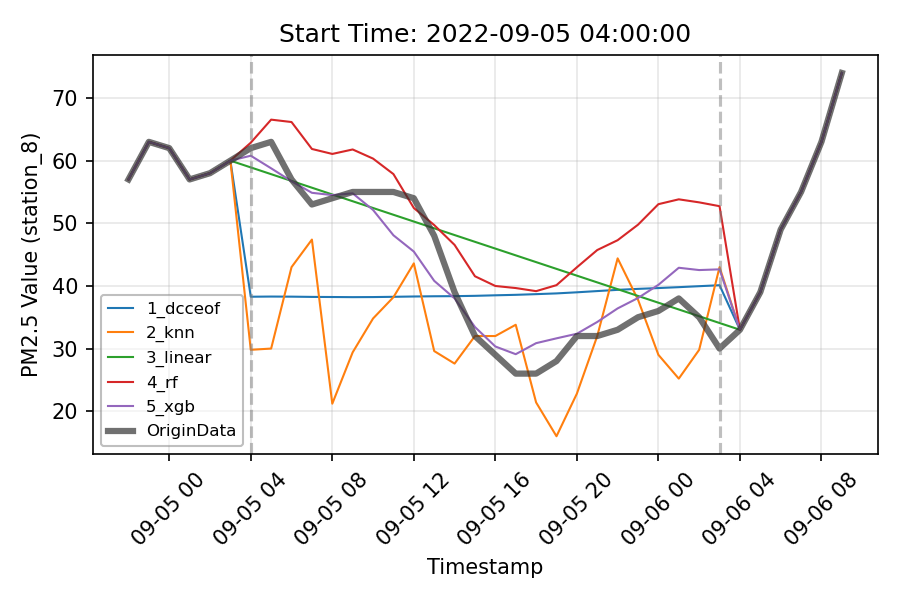 Start Time: 2022-09-05 04:00:00
PM2.5 Value (station_8)
70
60
50
40
30
20
1_dcceof
2_knn
3_linear
4_rf
5_xgb
OriginData
09-05 00
09-05 04
09-05 08
09-05 12
09-05 16
09-05 20
09-06 00
09-06 04
09-06 08
Timestamp